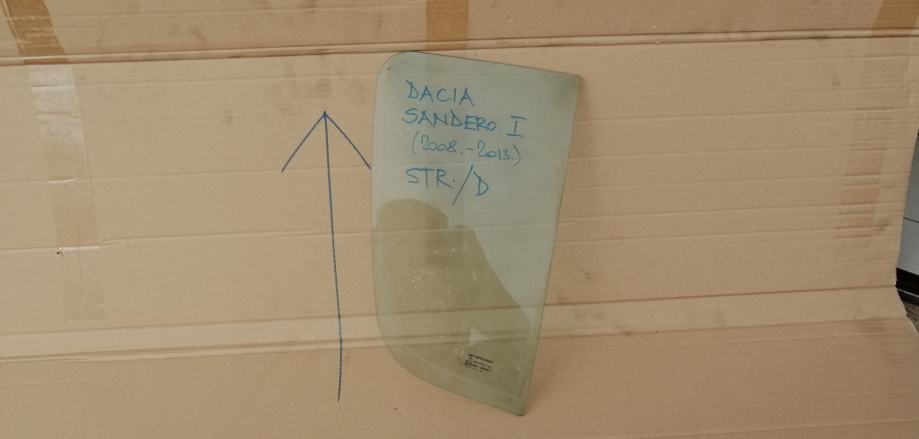 DACIA
SANDERO I
(2008.-2013.)
STR./D